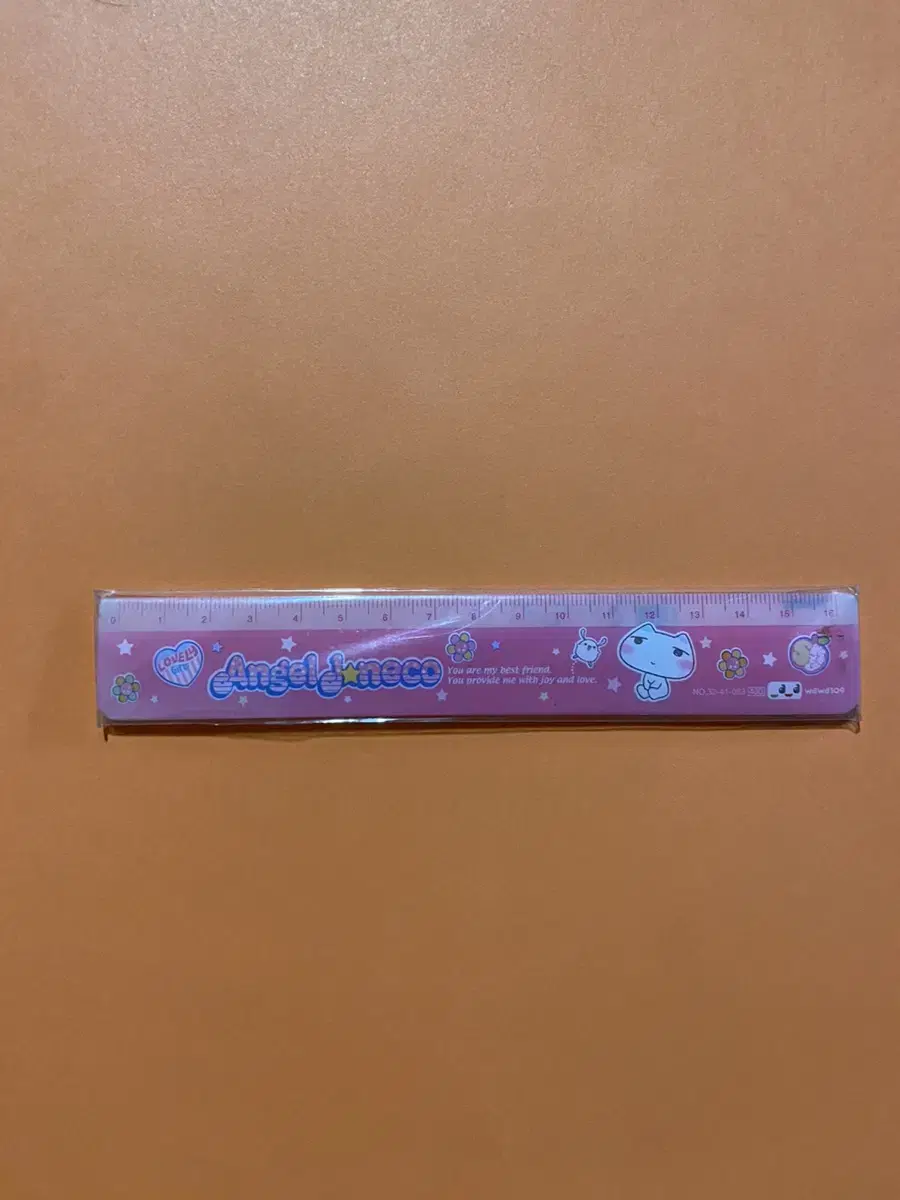 0 1 2 3 4 5 6 7 8 9 10 11 12 13 14 15 16
LOVELY
Angel J★neco
You are my best friend.
You provide me with joy and love.